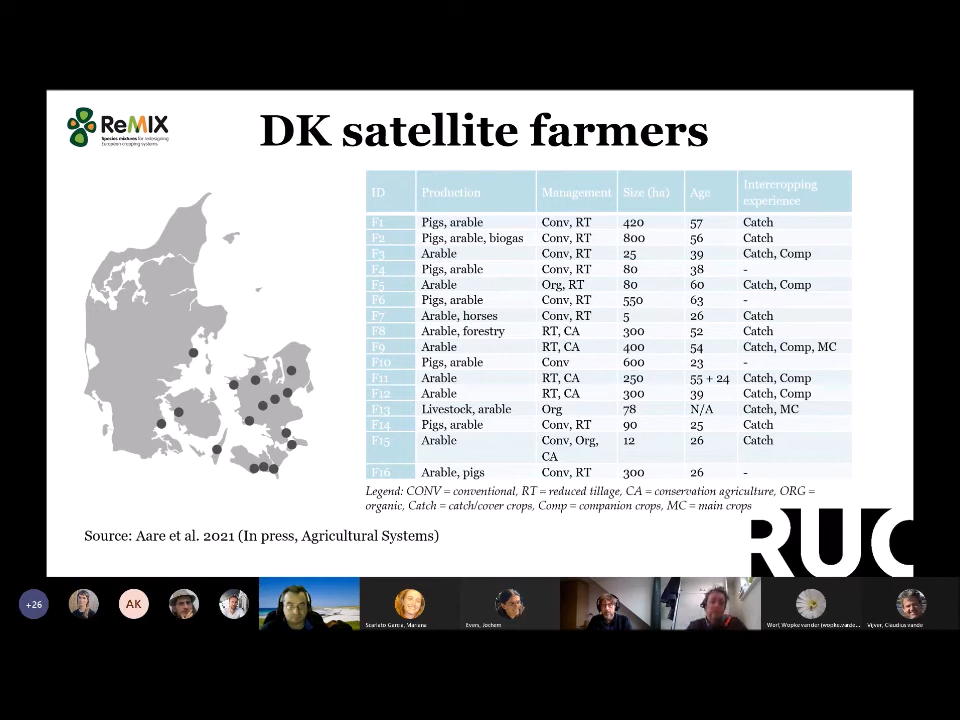 ReMIX
Species mixtures for redesigning
European cropping systems
DK satellite farmers
ID Production Management Size (ha) Age Intercropping experience
F1 Pigs, arable Conv, RT 420 57 Catch
F2 Pigs, arable, biogas Conv, RT 800 56 Catch
F3 Arable Conv, RT 25 39 Catch, Comp
F4 Pigs, arable Conv, RT 80 38 -
F5 Arable Org, RT 80 60 Catch, Comp
F6 Pigs, arable Conv, RT 550 63 -
F7 Arable, horses Conv, RT 5 26 Catch
F8 Arable, forestry RT, CA 300 52 Catch
F9 Arable RT, CA 400 54 Catch, Comp, MC
F10 Pigs, arable Conv 600 23 -
F11 Arable RT, CA 250 55 + 24 Catch, Comp
F12 Arable RT, CA 300 39 Catch, Comp
F13 Livestock, arable Org 78 N/A Catch, MC
F14 Pigs, arable Conv, RT 90 25 Catch
F15 Arable Conv, Org, CA 12 26 Catch
F16 Arable, pigs Conv, RT 300 26 -
Legend: CONV = conventional, RT = reduced tillage, CA = conservation agriculture, ORG =
organic, Catch = catch/cover crops, Comp = companion crops, MC = main crops
Source: Aare et al. 2021 (In press, Agricultural Systems)
RUC
+26
AK
Scarlato Garcia, Mariana
Evers, Jochem
Werf, Wopke van der (wopke.varde...
Vijver, Claudius vande